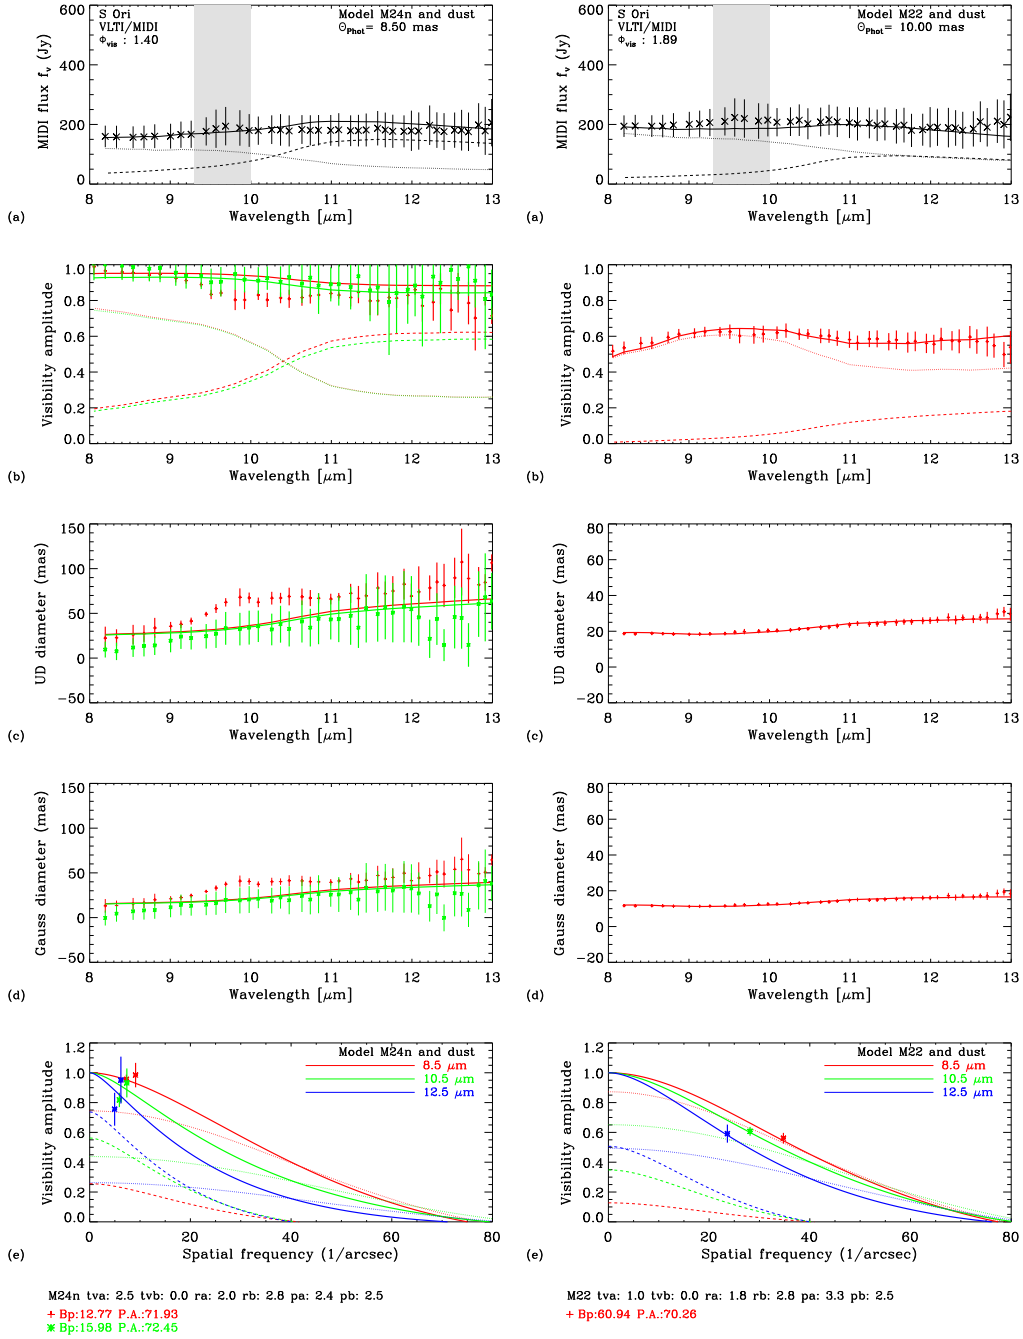 S Ori
VLTI/MIDI
Φvis : 1.40
Model M24n and dust
ΘPhot= 8.50 mas
MIDI flux fν (Jy)
600
400
200
0
8 9 10 11 12 13
Wavelength [μm]
(a)
S Ori
VLTI/MIDI
Φvis : 1.89
Model M22 and dust
ΘPhot= 10.00 mas
MIDI flux fν (Jy)
600
400
200
0
8 9 10 11 12 13
Wavelength [μm]
(a)
Visibility amplitude
1.0
0.8
0.6
0.4
0.2
0.0
8 9 10 11 12 13
Wavelength [μm]
(b)
Visibility amplitude
1.0
0.8
0.6
0.4
0.2
0.0
8 9 10 11 12 13
Wavelength [μm]
(b)
UD diameter (mas)
150
100
50
0
−50
8 9 10 11 12 13
Wavelength [μm]
(c)
UD diameter (mas)
80
60
40
20
0
−20
8 9 10 11 12 13
Wavelength [μm]
(c)
Gauss diameter (mas)
150
100
50
0
−50
8 9 10 11 12 13
Wavelength [μm]
(d)
Gauss diameter (mas)
80
60
40
20
0
−20
8 9 10 11 12 13
Wavelength [μm]
(d)
Model M24n and dust
8.5 μm
10.5 μm
12.5 μm
Visibility amplitude
1.2
1.0
0.8
0.6
0.4
0.2
0.0
0 20 40 60 80
Spatial frequency (1/arcsec)
(e)
Model M22 and dust
8.5 μm
10.5 μm
12.5 μm
Visibility amplitude
1.2
1.0
0.8
0.6
0.4
0.2
0.0
0 20 40 60 80
Spatial frequency (1/arcsec)
(e)
M24n tva: 2.5 tvb: 0.0 ra: 2.0 rb: 2.8 pa: 2.4 pb: 2.5
Bp:12.77 P.A.:71.93
Bp:15.98 P.A.:72.45
M22 tva: 1.0 tvb: 0.0 ra: 1.8 rb: 2.8 pa: 3.3 pb: 2.5
Bp:60.94 P.A.:70.26